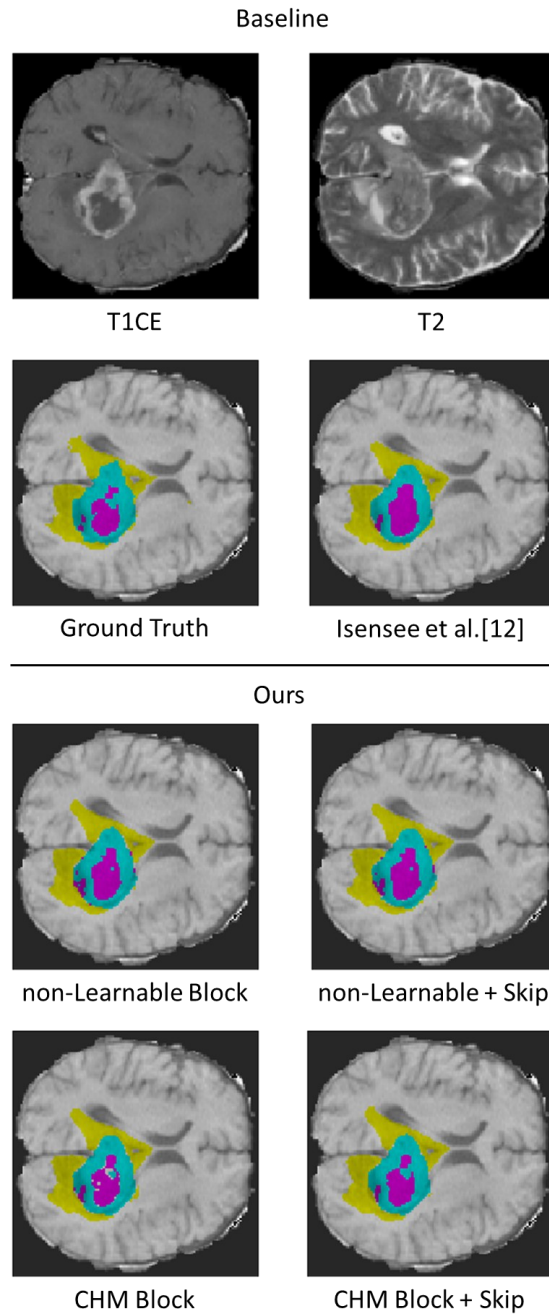 Baseline
T1CE
T2
Ground Truth
Isensee et al.[12]
Ours
non-Learnable Block
non-Learnable + Skip
CHM Block
CHM Block + Skip